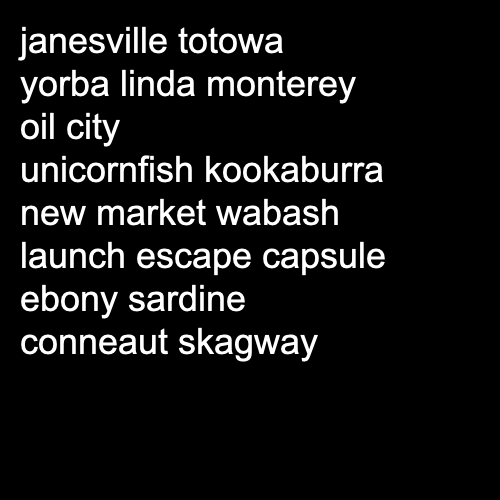 janesville totowa
yorba linda monterey
oil city
unicornfish kookaburra
new market wabash
launch escape capsule
ebony sardine
conneaut skagway